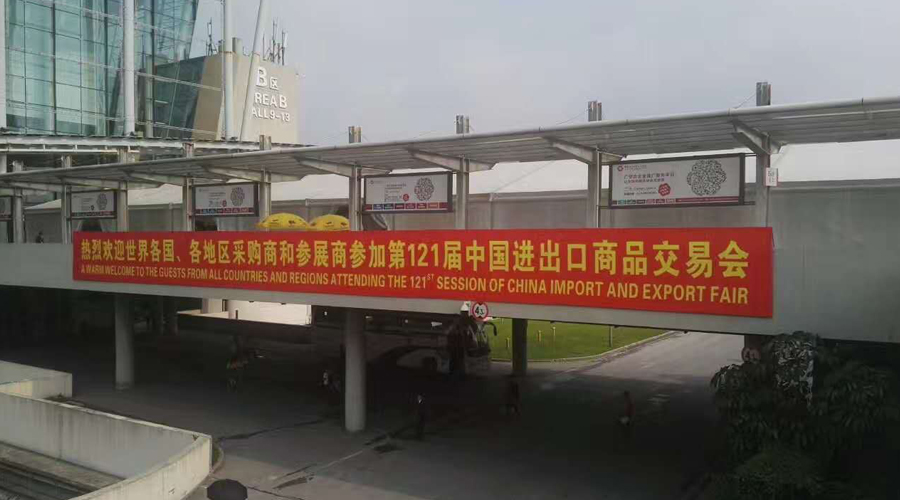 B区
REA B
ALL 9-13
热烈欢迎世界各国、各地区采购商和参展商参加第121届中国进出口商品交易会
A WARM WELCOME TO THE GUESTS FROM ALL COUNTRIES AND REGIONS ATTENDING THE 121ST SESSION OF CHINA IMPORT AND EXPORT FAIR